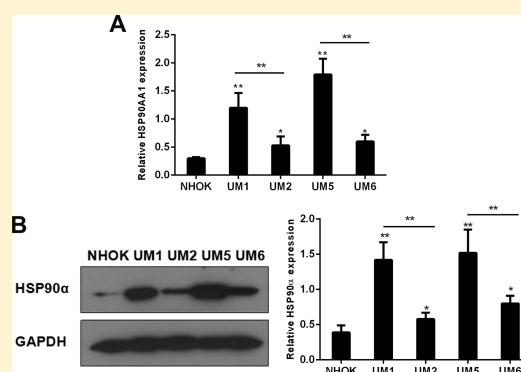 A
Relative HSP90AA1 expression
2.5
2.0
1.5
1.0
0.5
0.0
**
*
**
*
**
**
NHOK UM1 UM2 UM5 UM6
B
NHOK UM1 UM2 UM5 UM6
HSP90α
GAPDH
Relative HSP90α expression
2.0
1.5
1.0
0.5
0.0
**
*
**
*
**
**
NHOK UM1 UM2 UM5 UM6